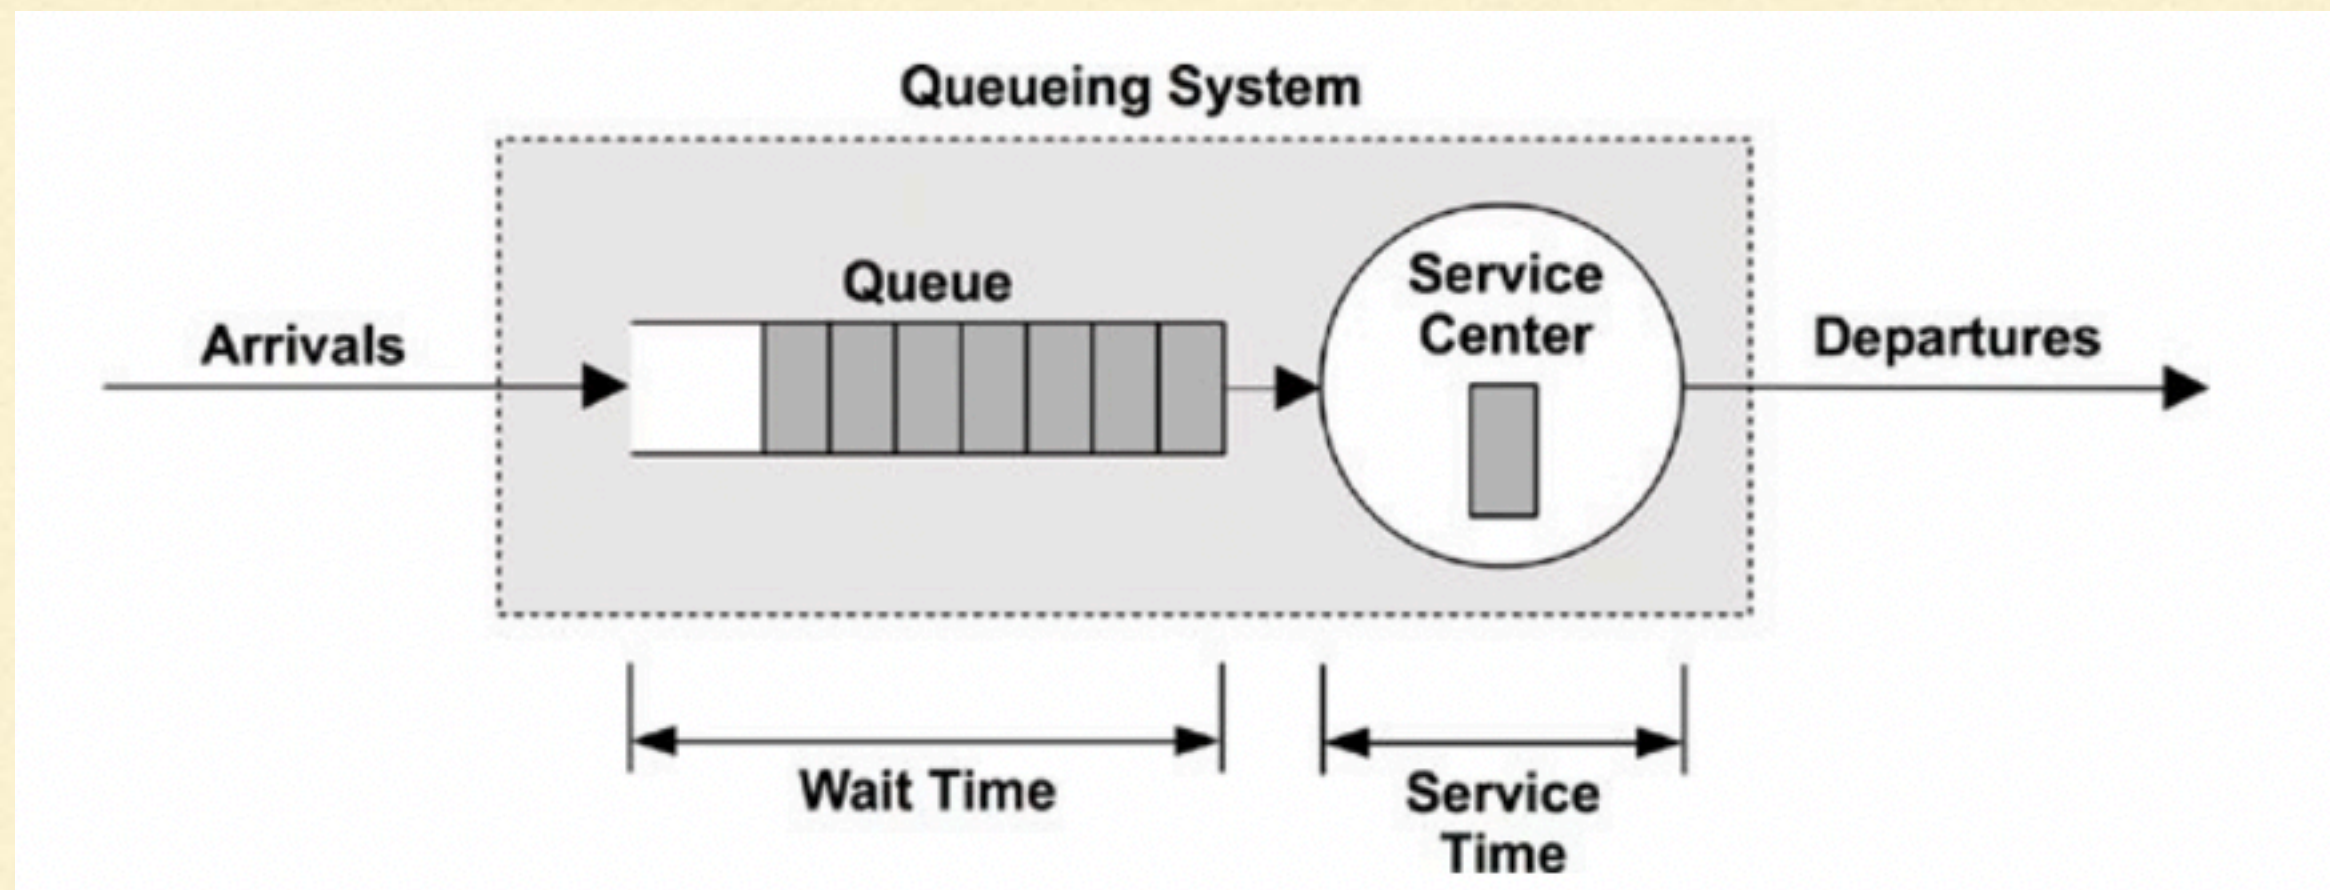 Queueing System
Queue
Service
Center
Arrivals
Departures
Wait Time
Service
Time